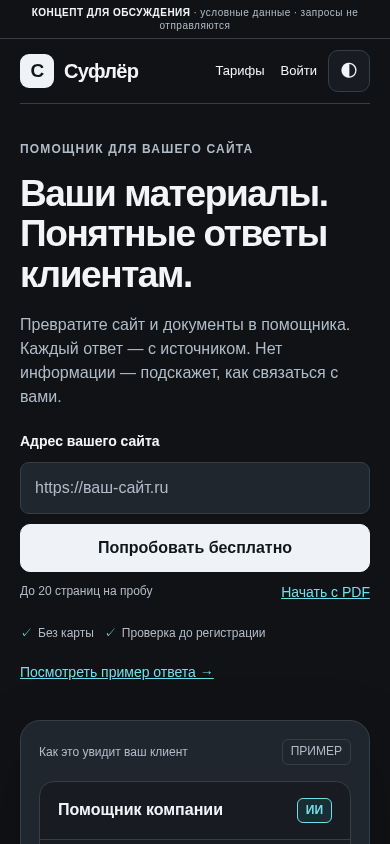 КОНЦЕПТ ДЛЯ ОБСУЖДЕНИЯ · условные данные · запросы не
отправляются
С Суфлёр Тарифы Войти
ПОМОЩНИК ДЛЯ ВАШЕГО САЙТА
Ваши материалы.
Понятные ответы
клиентам.
Превратите сайт и документы в помощника.
Каждый ответ — с источником. Нет
информации — подскажет, как связаться с
вами.
Адрес вашего сайта
https://ваш-сайт.ru
Попробовать бесплатно
До 20 страниц на пробу Начать с PDF
✓ Без карты ✓ Проверка до регистрации
Посмотреть пример ответа →
Как это увидит ваш клиент ПРИМЕР
Помощник компании ИИ